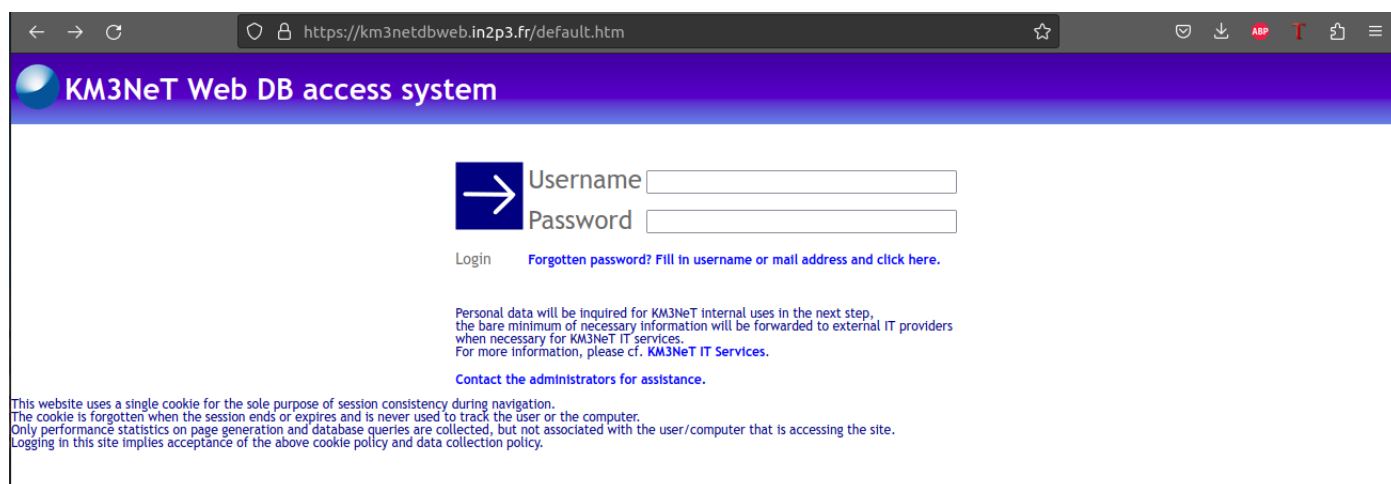 https://km3netdbweb.in2p3.fr/default.htm
ABP
T
KM3NeT Web DB access system
Username
Password
Login
Forgotten password? Fill in username or mail address and click here.
Personal data will be inquired for KM3NeT internal uses in the next step,
the bare minimum of necessary information will be forwarded to external IT providers
when necessary for KM3NeT IT services.
For more information, please cf. KM3NeT IT Services.
Contact the administrators for assistance.
This website uses a single cookie for the sole purpose of session consistency during navigation.
The cookie is forgotten when the session ends or expires and is never used to track the user or the computer.
Only performance statistics on page generation and database queries are collected, but not associated with the user/computer that is accessing the site.
Logging in this site implies acceptance of the above cookie policy and data collection policy.